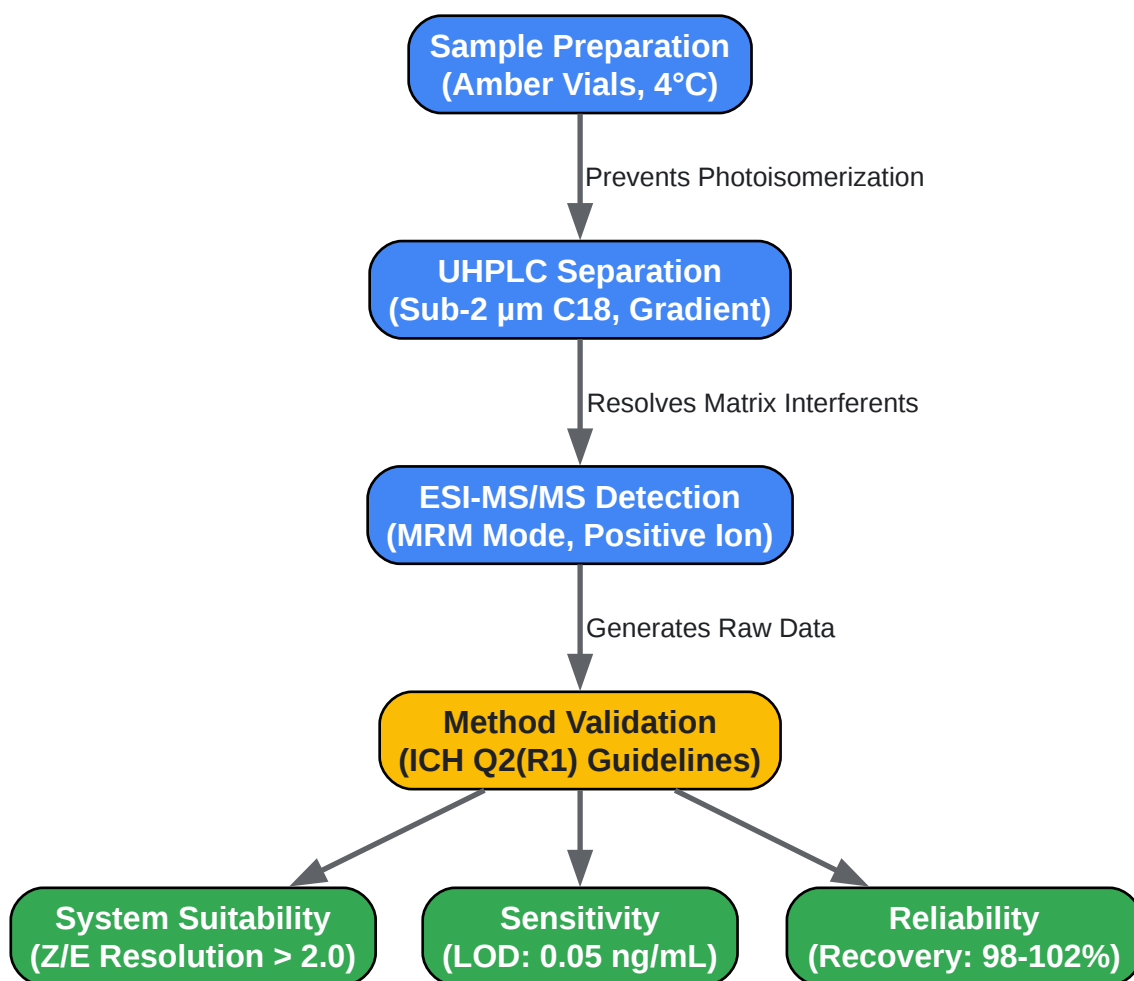 Sample Preparation
(Amber Vials, 4°C)
Prevents Photoisomerization
UHPLC Separation
(Sub-2 µm C18, Gradient)
Resolves Matrix Interferents
ESI-MS/MS Detection
(MRM Mode, Positive Ion)
Generates Raw Data
Method Validation
(ICH Q2(R1) Guidelines)
System Suitability
(Z/E Resolution > 2.0)
Sensitivity
(LOD: 0.05 ng/mL)
Reliability
(Recovery: 98-102%)